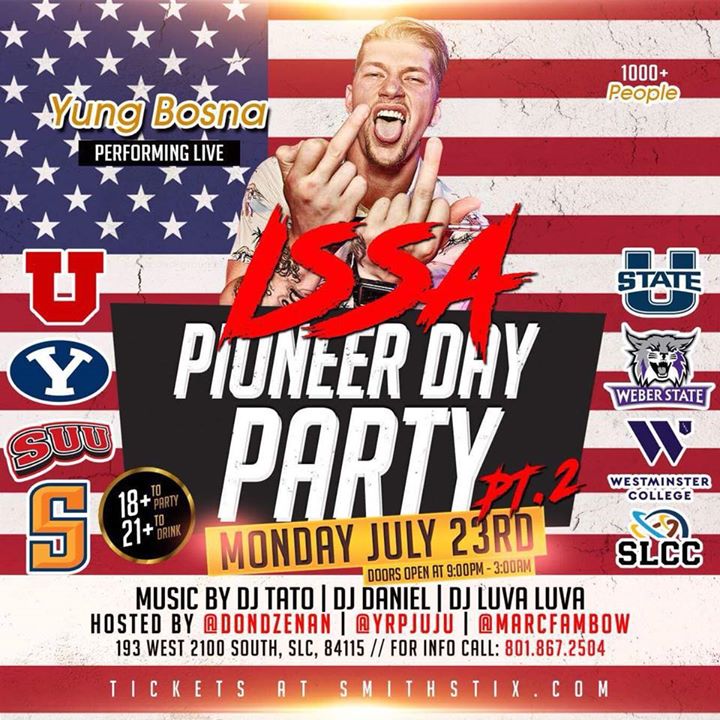 Yung Bosna
PERFORMING LIVE
1000+
People
ISSA
PIONEER DAY
PARTY
PT.2
U
STATE
U
Y
WEBER STATE
SUU
W
WESTMINSTER
COLLEGE
S
SLCC
18+ TO PARTY
21+ TO DRINK
MONDAY JULY 23RD
DOORS OPEN AT 9:00PM - 3:00AM
MUSIC BY DJ TATO | DJ DANIEL | DJ LUVA LUVA
HOSTED BY @DONDZENAN | @YRPJUJU | @MARCFAMBOW
193 WEST 2100 SOUTH, SLC, 84115 // FOR INFO CALL: 801.867.2504
TICKETS AT SMITHSTIX.COM